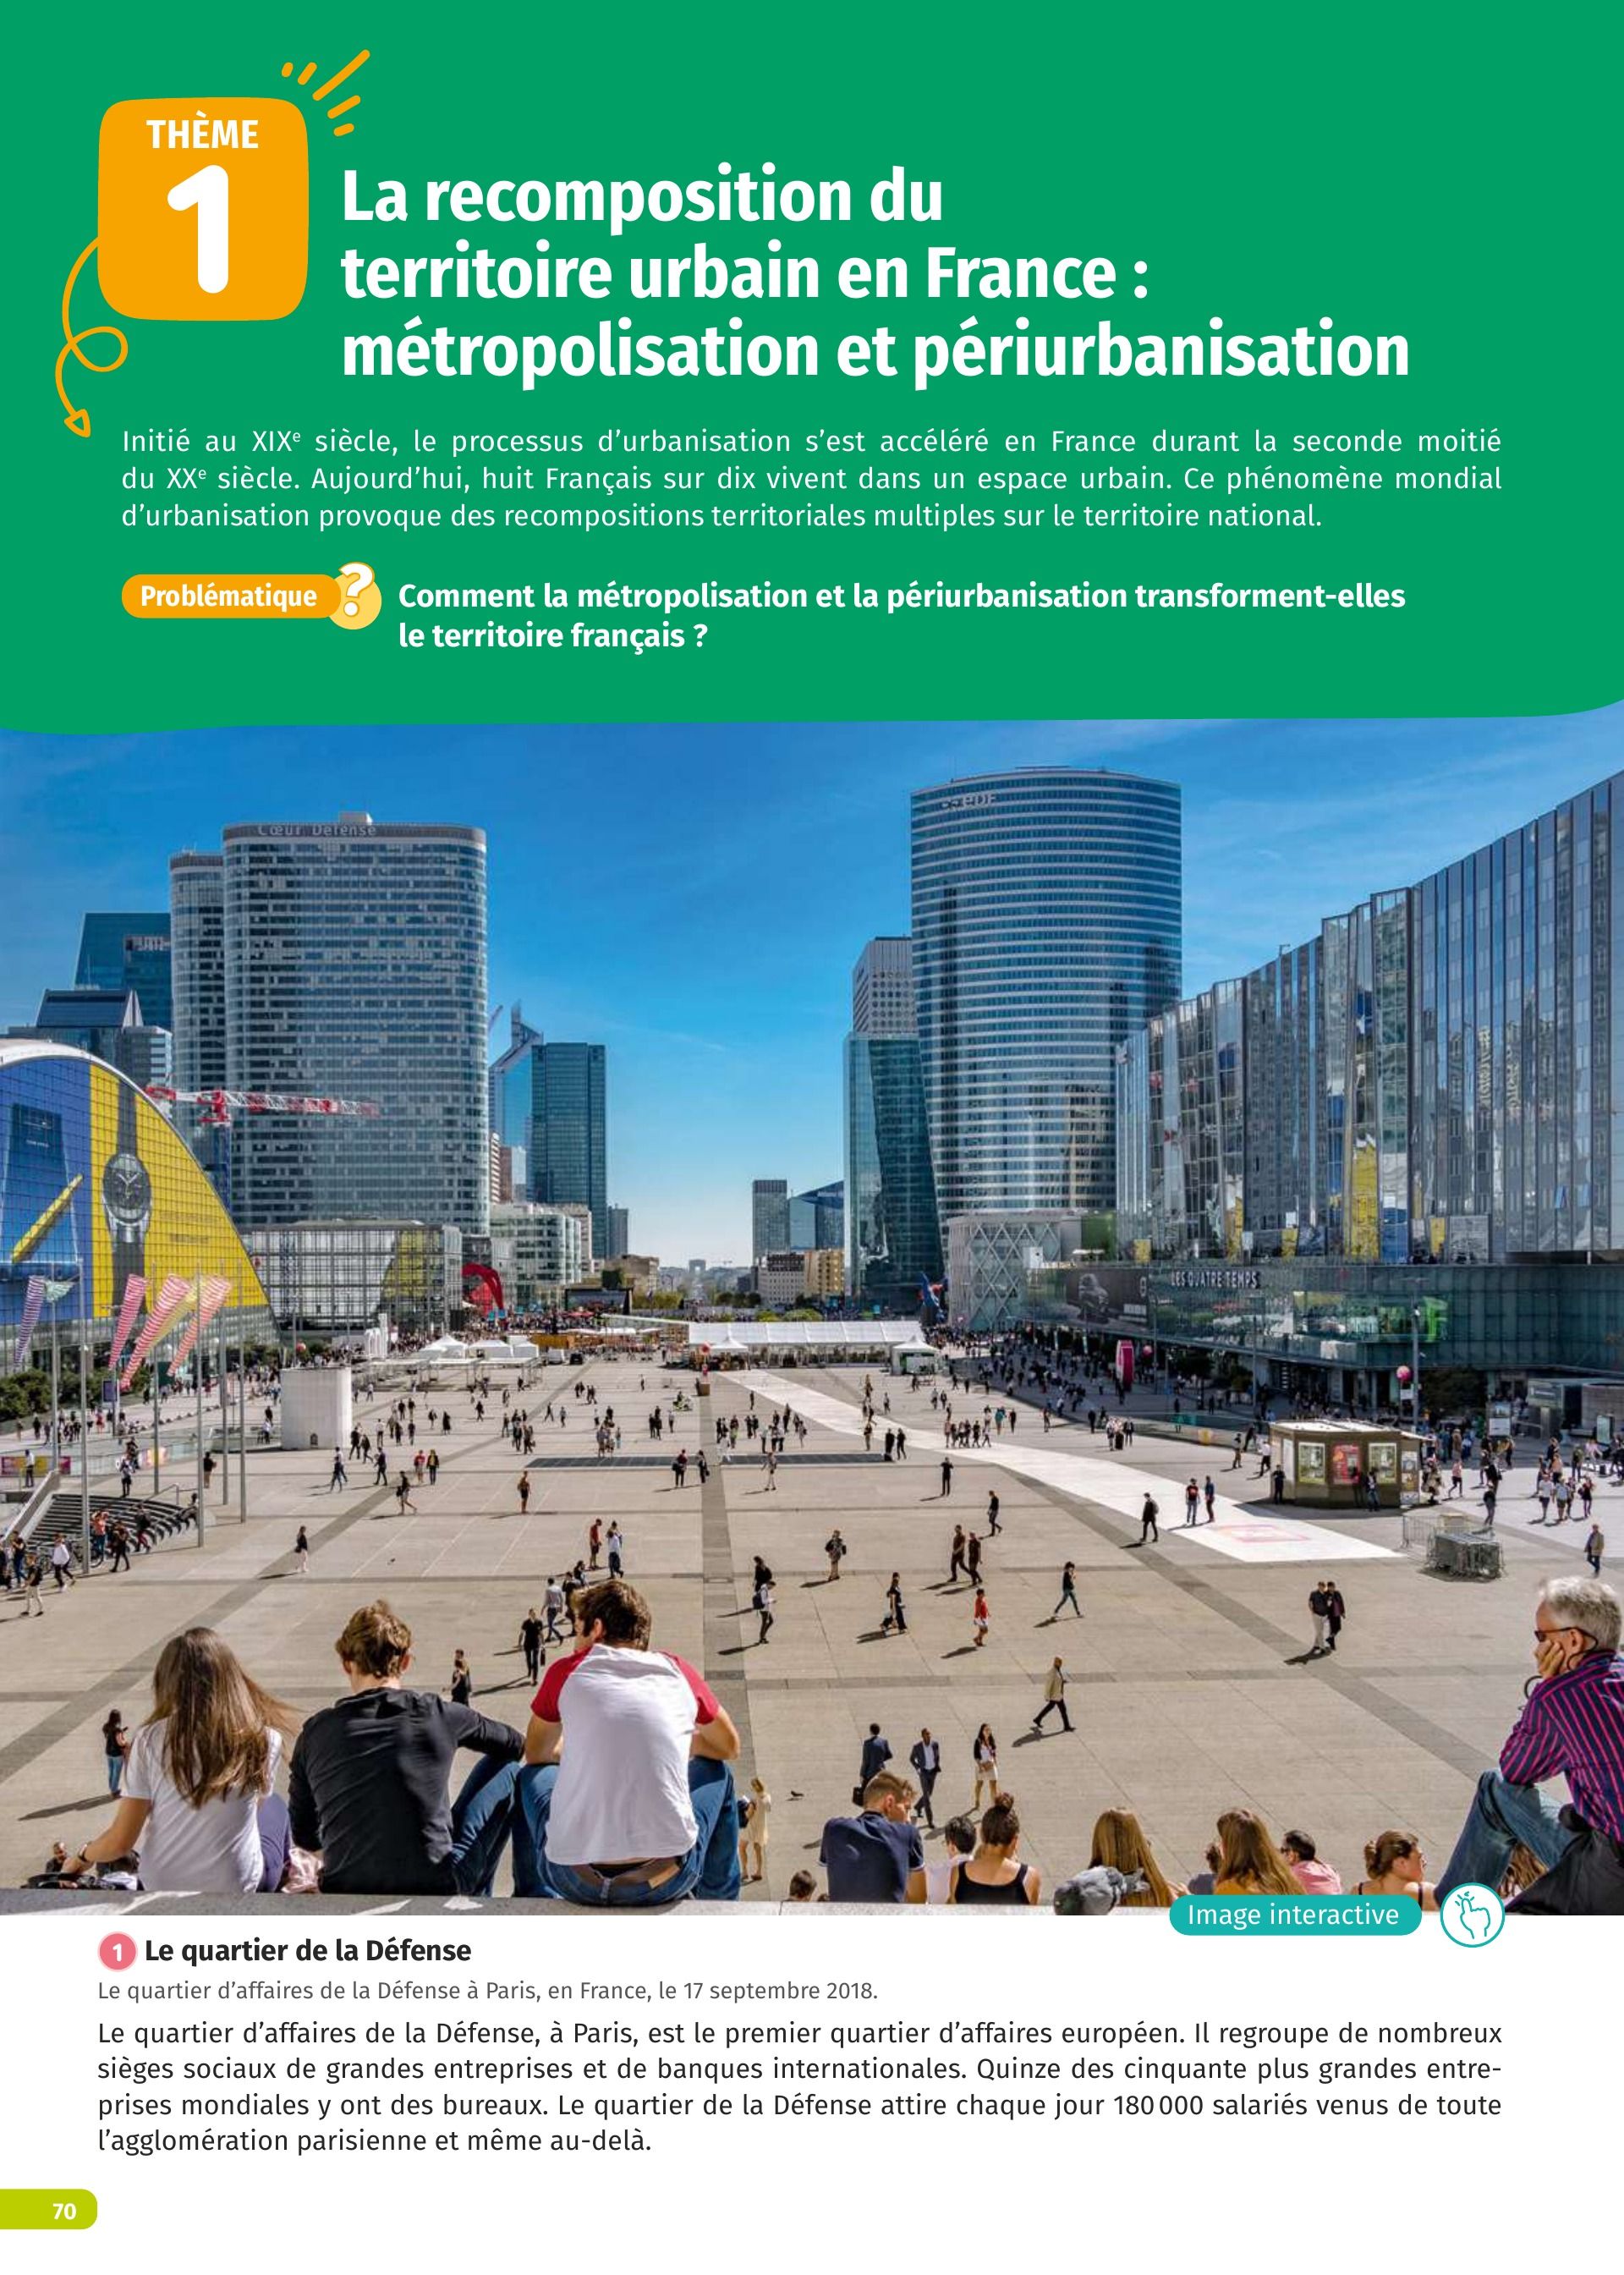 THÈME
1
La recomposition du
territoire urbain en France :
métropolisation et périurbanisation
Initié au XIXe siècle, le processus d’urbanisation s’est accéléré en France durant la seconde moitié
du XXe siècle. Aujourd’hui, huit Français sur dix vivent dans un espace urbain. Ce phénomène mondial
d’urbanisation provoque des recompositions territoriales multiples sur le territoire national.
Problématique ?
Comment la métropolisation et la périurbanisation transforment-elles
le territoire français ?
Cœur Défense
EDF
LES QUATRE TEMPS
Image interactive
1 Le quartier de la Défense
Le quartier d’affaires de la Défense à Paris, en France, le 17 septembre 2018.
Le quartier d’affaires de la Défense, à Paris, est le premier quartier d’affaires européen. Il regroupe de nombreux
sièges sociaux de grandes entreprises et de banques internationales. Quinze des cinquante plus grandes entre-
prises mondiales y ont des bureaux. Le quartier de la Défense attire chaque jour 180 000 salariés venus de toute
l’agglomération parisienne et même au-delà.
70